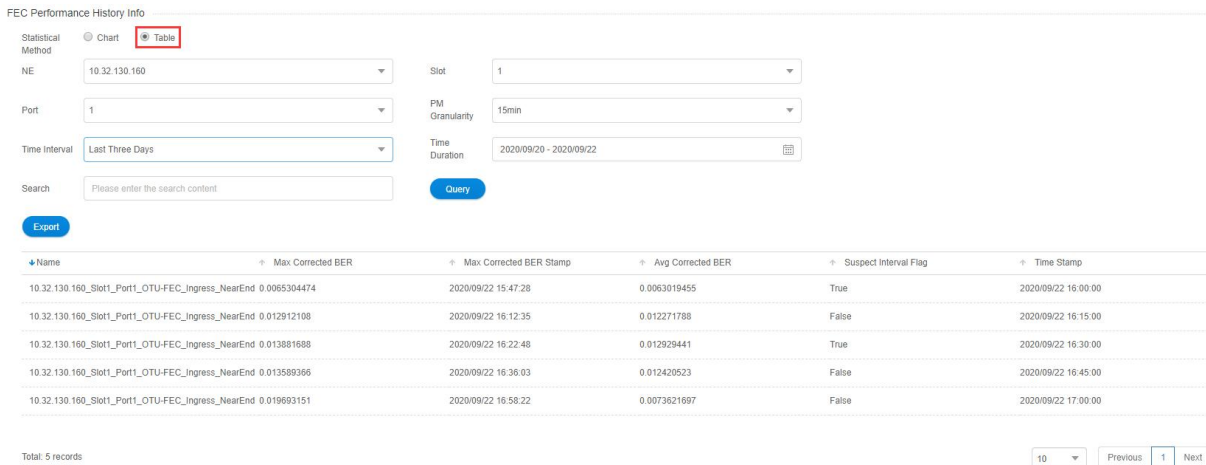 FEC Performance History Info
Statistical Method Chart Table
NE 10.32.130.160 Slot 1
Port 1 PM Granularity 15min
Time Interval Last Three Days Time Duration 2020/09/20 - 2020/09/22
Search Please enter the search content Query
Export
Name Max Corrected BER Max Corrected BER Stamp Avg Corrected BER Suspect Interval Flag Time Stamp
10.32.130.160_Slot1_Port1_OTU-FEC_Ingress_NearEnd 0.0065304474 2020/09/22 15:47:28 0.0063019455 True 2020/09/22 16:00:00
10.32.130.160_Slot1_Port1_OTU-FEC_Ingress_NearEnd 0.012912108 2020/09/22 16:12:35 0.012271788 False 2020/09/22 16:15:00
10.32.130.160_Slot1_Port1_OTU-FEC_Ingress_NearEnd 0.013881688 2020/09/22 16:22:48 0.012929441 True 2020/09/22 16:30:00
10.32.130.160_Slot1_Port1_OTU-FEC_Ingress_NearEnd 0.013589366 2020/09/22 16:36:03 0.012420523 False 2020/09/22 16:45:00
10.32.130.160_Slot1_Port1_OTU-FEC_Ingress_NearEnd 0.019693151 2020/09/22 16:58:22 0.0073621697 False 2020/09/22 17:00:00
Total: 5 records 10 Previous 1 Next